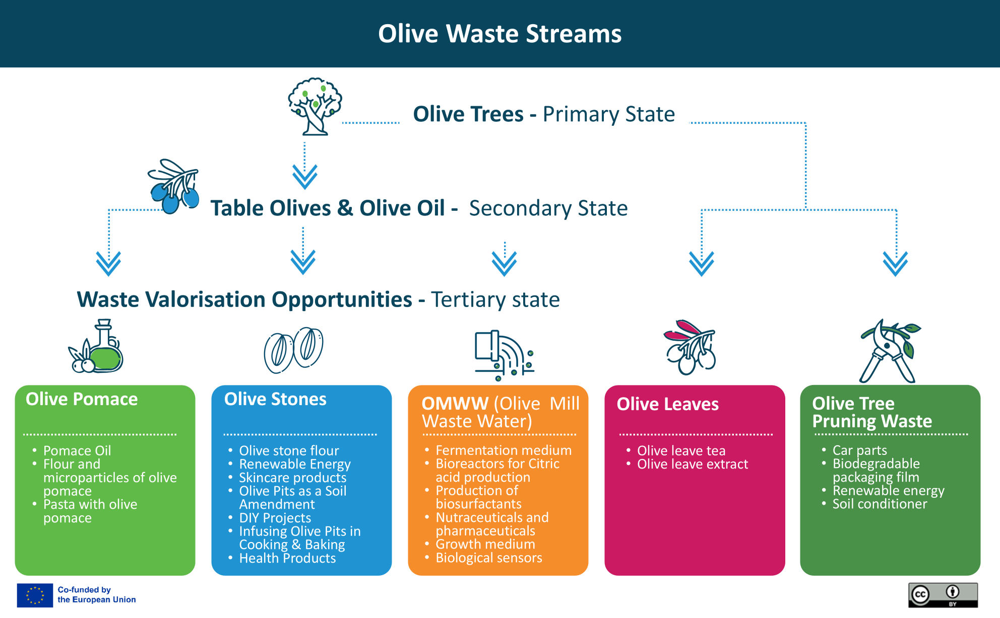 Olive Waste Streams
Olive Trees - Primary State
Table Olives & Olive Oil - Secondary State
Waste Valorisation Opportunities - Tertiary state
Olive Pomace
• Pomace Oil
• Flour and
microparticles of olive
pomace
• Pasta with olive
pomace
Olive Stones
• Olive stone flour
• Renewable Energy
• Skincare products
• Olive Pits as a Soil
Amendment
• DIY Projects
• Infusing Olive Pits in
Cooking & Baking
• Health Products
OMWW (Olive Mill
Waste Water)
• Fermentation medium
• Bioreactors for Citric
acid production
• Production of
biosurfactants
• Nutraceuticals and
pharmaceuticals
• Growth medium
• Biological sensors
Olive Leaves
• Olive leave tea
• Olive leave extract
Olive Tree
Pruning Waste
• Car parts
• Biodegradable
packaging film
• Renewable energy
• Soil conditioner
Co-funded by
the European Union
cc
BY